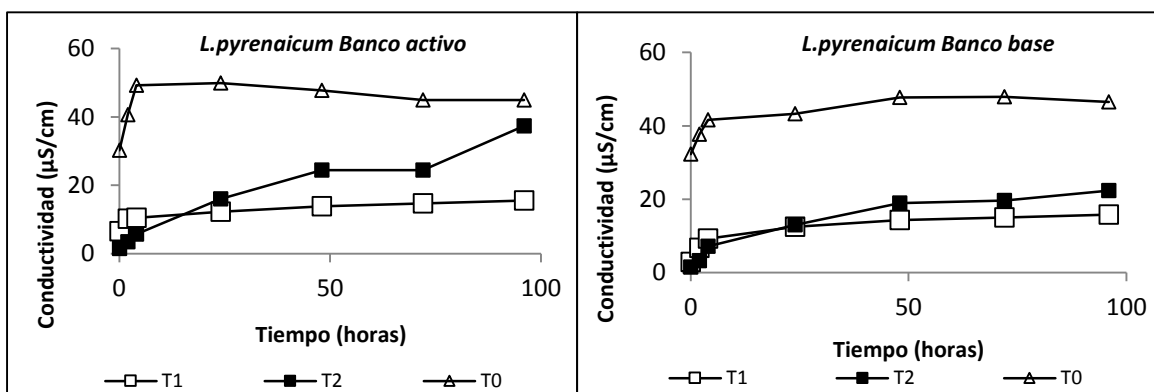 L.pyrenaicum Banco activo
60
40
20
0
Conductividad (µS/cm)
0 50 100
Tiempo (horas)
T1 T2 T0
L.pyrenaicum Banco base
60
40
20
0
Conductividad (µS/cm)
0 50 100
Tiempo (horas)
T1 T2 T0